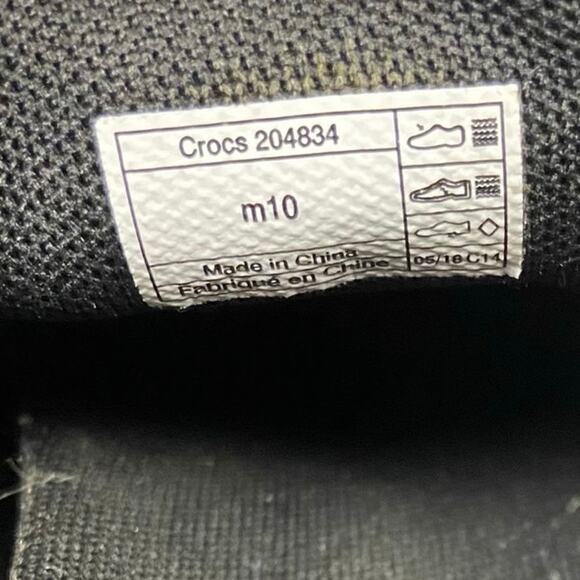 Crocs 204834
m10
Made in China
Fabriqué en Chine
05/18 C14